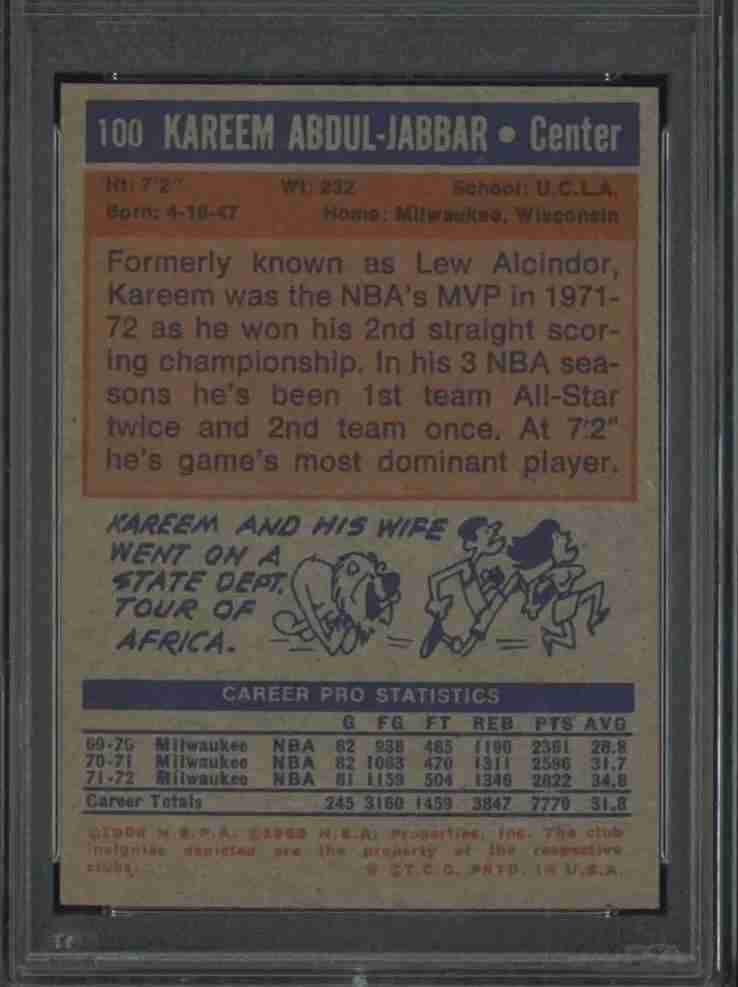 100 KAREEM ABDUL-JABBAR • Center
Ht: 7'2" Wt: 232 School: U.C.L.A.
Born: 4-16-47 Home: Milwaukee, Wisconsin
Formerly known as Lew Alcindor,
Kareem was the NBA's MVP in 1971-
72 as he won his 2nd straight scor-
ing championship. In his 3 NBA sea-
sons he's been 1st team All-Star
twice and 2nd team once. At 7'2"
he's game's most dominant player.
KAREEM AND HIS WIFE
WENT ON A
STATE DEPT.
TOUR OF
AFRICA.
CAREER PRO STATISTICS
G FG FT REB PTS AVG
69-70 Milwaukee NBA 82 938 485 1190 2361 28.8
70-71 Milwaukee NBA 82 1063 470 1311 2596 31.7
71-72 Milwaukee NBA 81 1159 504 1346 2822 34.8
Career Totals 245 3160 1459 3847 7779 31.8
N.B.P.A. N.B.A. Properties, Inc. The club
insignias depicted are the property of the respective
clubs. © T.C.G. PRTD. IN U.S.A.